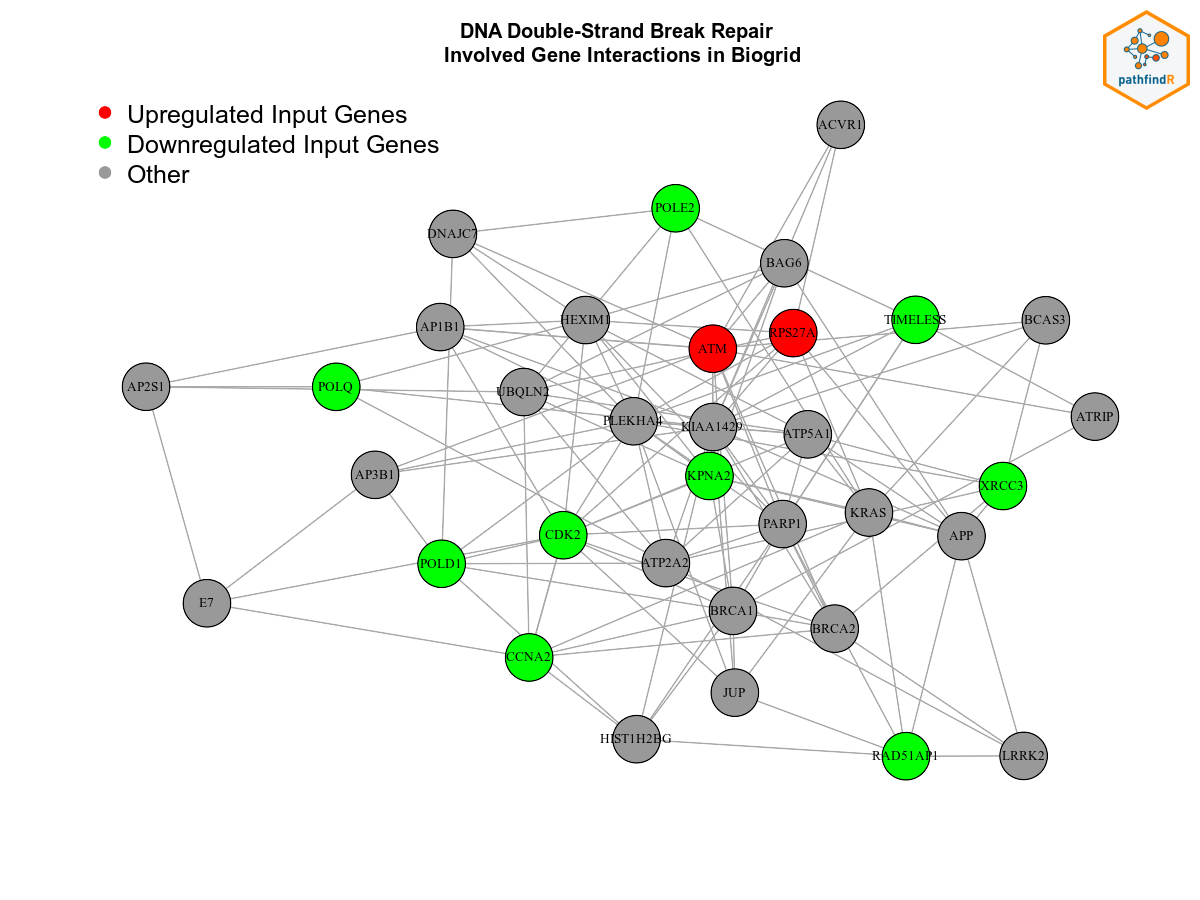 DNA Double-Strand Break Repair
Involved Gene Interactions in Biogrid
pathfindR
Upregulated Input Genes
Downregulated Input Genes
Other
ACVR1
POLE2
DNAJC7
BAG6
HEXIM1
TIMELESS
BCAS3
AP1B1
RPS27A
ATM
AP2S1
POLQ
UBQLN2
ATRIP
PLEKHA4
KIAA1429
ATP5A1
AP3B1
KPNA2
XRCC3
KRAS
PARP1
CDK2
APP
POLD1
ATP2A2
E7
BRCA1
BRCA2
CCNA2
JUP
HIST1H2BG
RAD51AP1
LRRK2